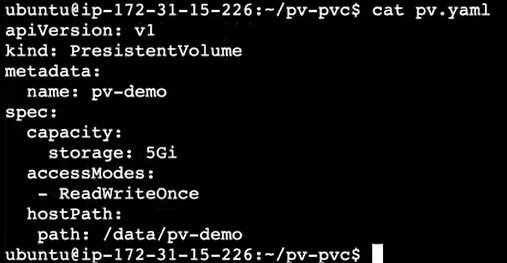 ubuntu@ip-172-31-15-226:~/pv-pvc$ cat pv.yaml
apiVersion: v1
kind: PresistentVolume
metadata:
  name: pv-demo
spec:
  capacity:
    storage: 5Gi
  accessModes:
   - ReadWriteOnce
  hostPath:
   path: /data/pv-demo
ubuntu@ip-172-31-15-226:~/pv-pvc$